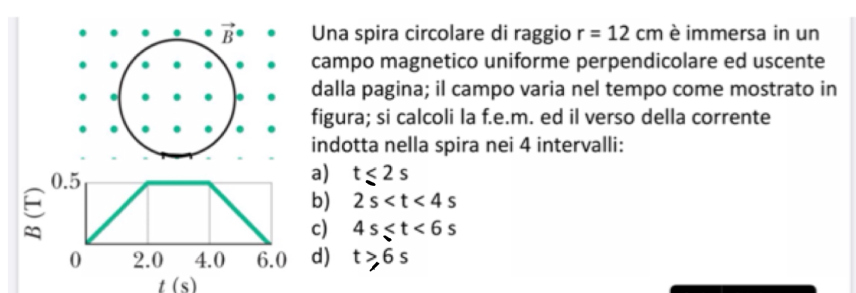 B
Una spira circolare di raggio r = 12 cm è immersa in un
campo magnetico uniforme perpendicolare ed uscente
dalla pagina; il campo varia nel tempo come mostrato in
figura; si calcoli la f.e.m. ed il verso della corrente
indotta nella spira nei 4 intervalli:
a) t < 2 s
b) 2 s < t < 4 s
c) 4 s < t < 6 s
d) t > 6 s
B (T)
0.5
0 2.0 4.0 6.0
t (s)